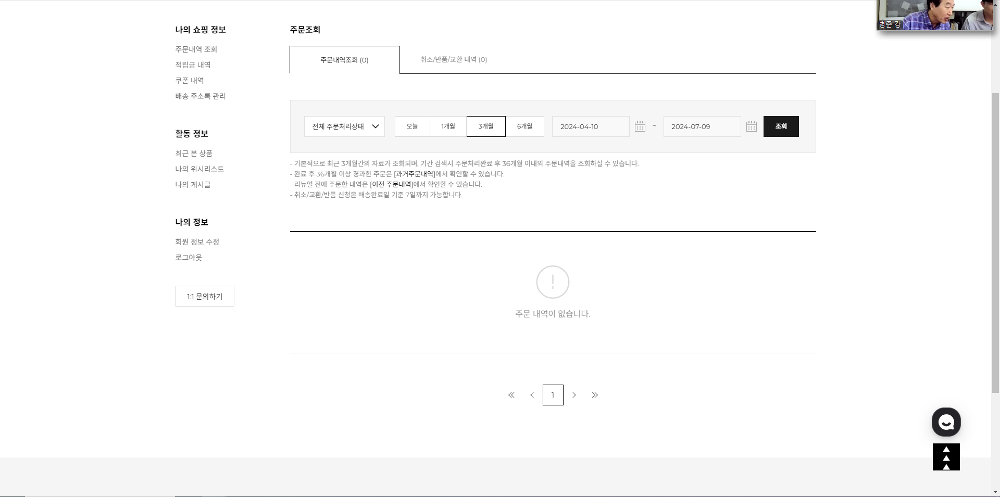 나의 쇼핑 정보
주문내역 조회
적립금 내역
쿠폰 내역
배송 주소록 관리
활동 정보
최근 본 상품
나의 위시리스트
나의 게시글
나의 정보
회원 정보 수정
로그아웃
1:1 문의하기
주문조회
주문내역조회 (0)
취소/반품/교환 내역 (0)
전체 주문처리상태 오늘 1개월 3개월 6개월 2024-04-10 ~ 2024-07-09 조회
- 기본적으로 최근 3개월간의 자료가 조회되며, 기간 검색시 주문처리완료 후 36개월 이내의 주문내역을 조회하실 수 있습니다.
- 완료 후 36개월 이상 경과한 주문은 [과거주문내역]에서 확인할 수 있습니다.
- 리뉴얼 전에 주문한 내역은 [이전 주문내역]에서 확인할 수 있습니다.
- 취소/교환/반품 신청은 배송완료일 기준 7일까지 가능합니다.
주문 내역이 없습니다.
1
병준 강